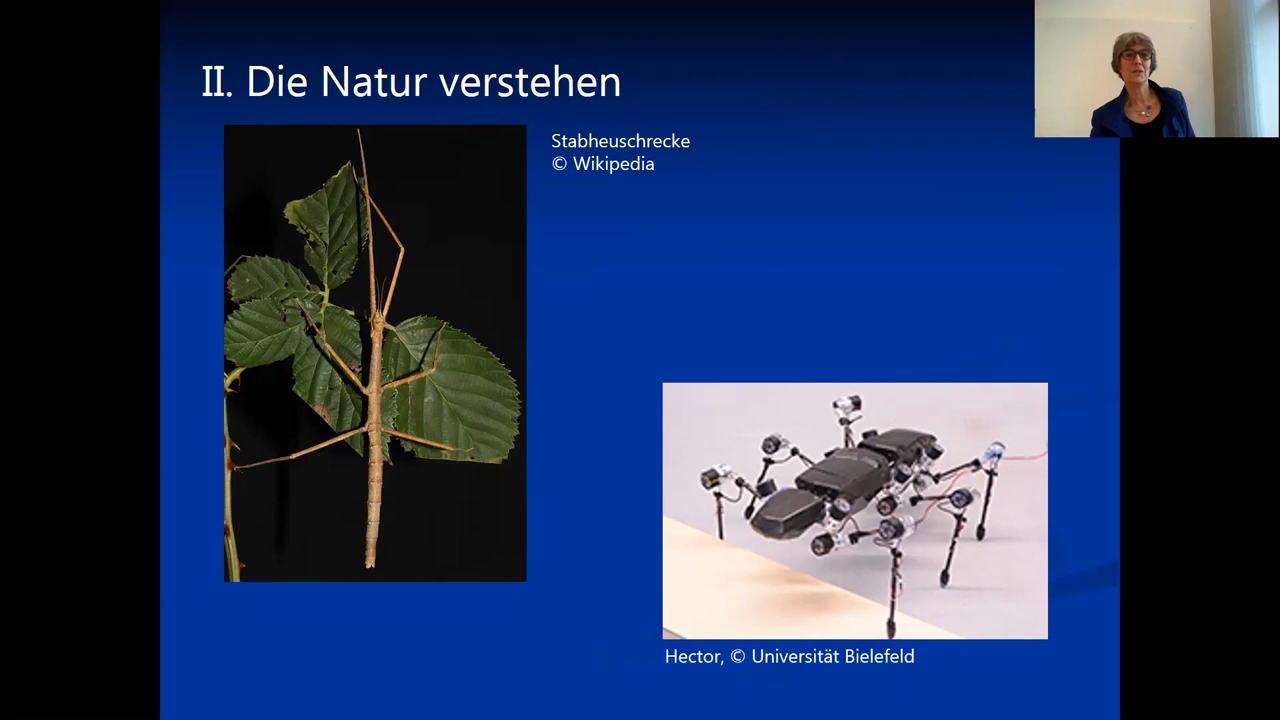 II. Die Natur verstehen
Stabheuschrecke
© Wikipedia
Hector, © Universität Bielefeld